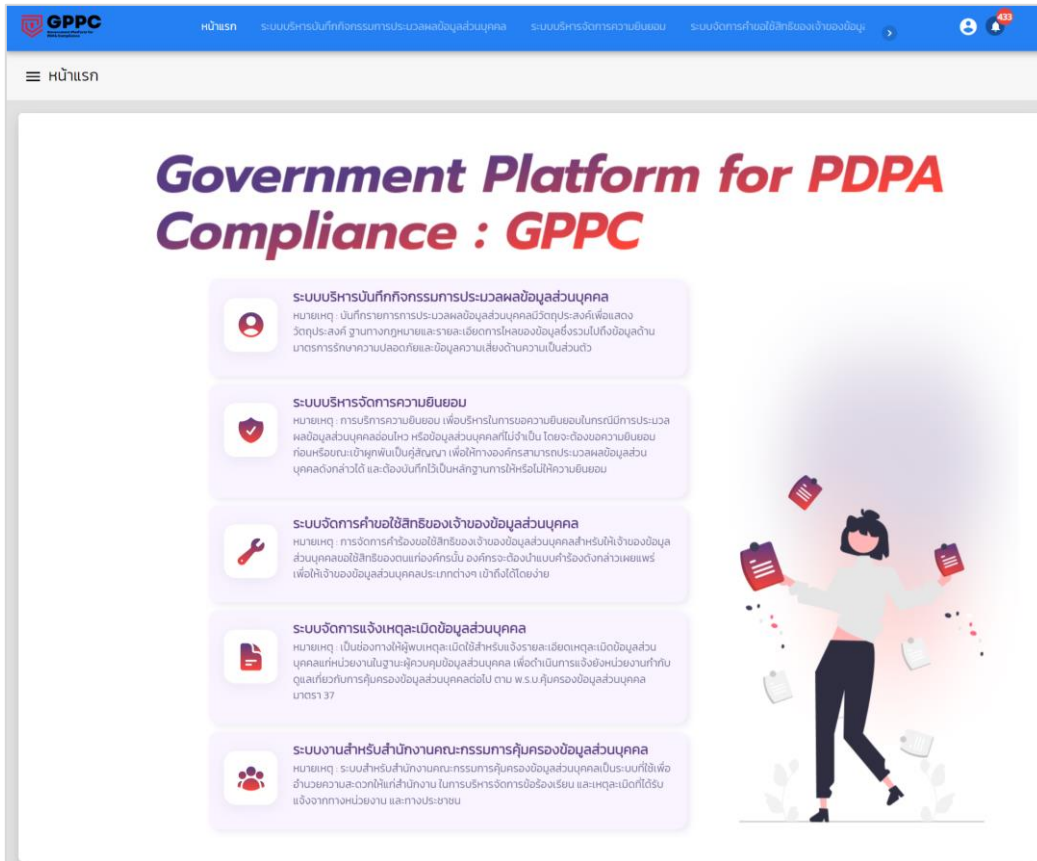 GPPC
Government Platform for
PDPA Compliance
หน้าแรก
ระบบบริหารบันทึกกิจกรรมการประมวลผลข้อมูลส่วนบุคคล
ระบบบริหารจัดการความยินยอม
ระบบจัดการคำขอใช้สิทธิของเจ้าของข้อมูล
433
หน้าแรก
Government Platform for PDPA
Compliance : GPPC
ระบบบริหารบันทึกกิจกรรมการประมวลผลข้อมูลส่วนบุคคล
หมายเหตุ : บันทึกรายการการประมวลผลข้อมูลส่วนบุคคลมีวัตถุประสงค์เพื่อแสดง
วัตถุประสงค์ ฐานทางกฎหมายและรายละเอียดการไหลของข้อมูลซึ่งรวมไปถึงข้อมูลด้าน
มาตรการรักษาความปลอดภัยและข้อมูลความเสี่ยงด้านความเป็นส่วนตัว
ระบบบริหารจัดการความยินยอม
หมายเหตุ : การบริการความยินยอม เพื่อบริหารในการขอความยินยอมในกรณีมีการประมวล
ผลข้อมูลส่วนบุคคลอ่อนไหว หรือข้อมูลส่วนบุคคลที่ไม่จำเป็น โดยจะต้องขอความยินยอม
ก่อนหรือขณะเข้าผูกพันเป็นคู่สัญญา เพื่อให้ทางองค์กรสามารถประมวลผลข้อมูลส่วน
บุคคลดังกล่าวได้ และต้องบันทึกไว้เป็นหลักฐานการให้หรือไม่ให้ความยินยอม
ระบบจัดการคำขอใช้สิทธิของเจ้าของข้อมูลส่วนบุคคล
หมายเหตุ : การจัดการคำร้องขอใช้สิทธิของเจ้าของข้อมูลส่วนบุคคลสำหรับให้เจ้าของข้อมูล
ส่วนบุคคลขอใช้สิทธิของตนแก่องค์กรนั้น องค์กรจะต้องนำแบบคำร้องดังกล่าวเผยแพร่
เพื่อให้เจ้าของข้อมูลส่วนบุคคลประเภทต่างๆ เข้าถึงได้โดยง่าย
ระบบจัดการแจ้งเหตุละเมิดข้อมูลส่วนบุคคล
หมายเหตุ : เป็นช่องทางให้ผู้พบเหตุละเมิดใช้สำหรับแจ้งรายละเอียดเหตุละเมิดข้อมูลส่วน
บุคคลแก่หน่วยงานในฐานะผู้ควบคุมข้อมูลส่วนบุคคล เพื่อดำเนินการแจ้งยังหน่วยงานกำกับ
ดูแลเกี่ยวกับการคุ้มครองข้อมูลส่วนบุคคลต่อไป ตาม พ.ร.บ.คุ้มครองข้อมูลส่วนบุคคล
มาตรา 37
ระบบงานสำหรับสำนักงานคณะกรรมการคุ้มครองข้อมูลส่วนบุคคล
หมายเหตุ : ระบบสำหรับสำนักงานคณะกรรมการคุ้มครองข้อมูลส่วนบุคคลเป็นระบบที่ใช้เพื่อ
อำนวยความสะดวกให้แก่สำนักงาน ในการบริหารจัดการข้อร้องเรียน และเหตุละเมิดที่ได้รับ
แจ้งจากทางหน่วยงาน และทางประชาชน